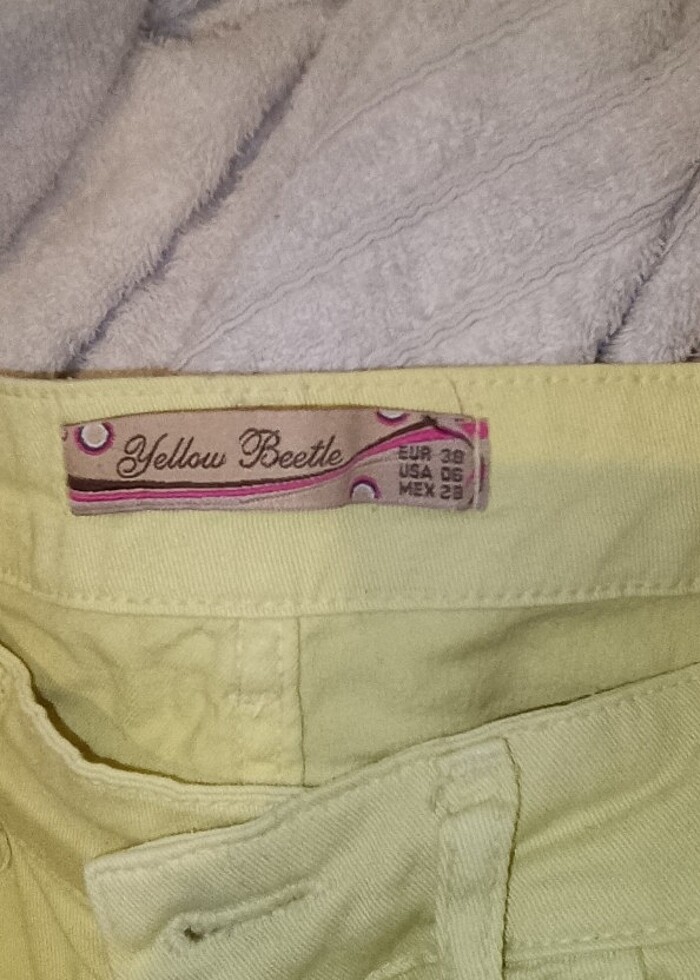 Yellow Beetle
EUR 38
USA 06
MEX 28